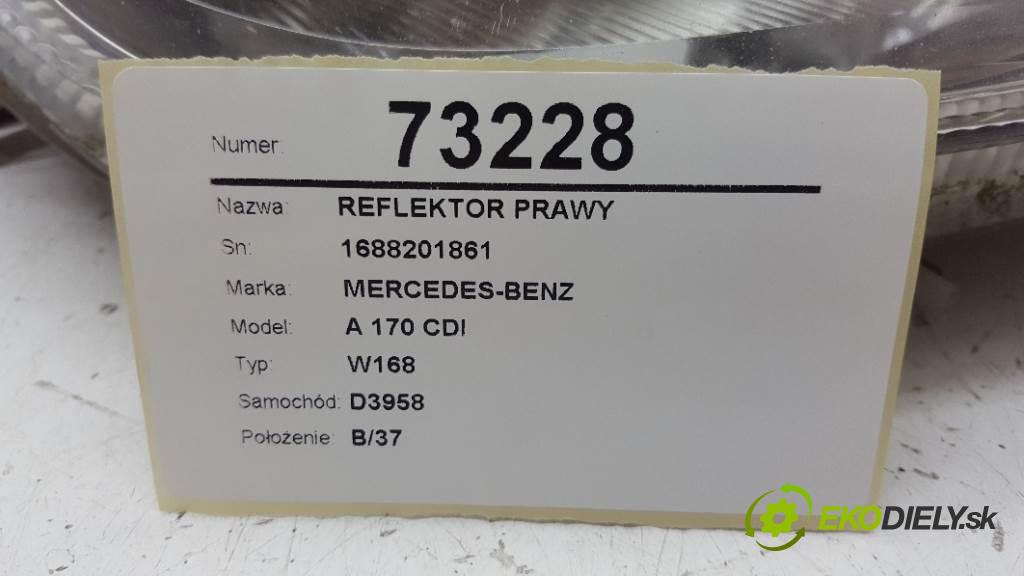 Numer: 73228
Nazwa: REFLEKTOR PRAWY
Sn: 1688201861
Marka: MERCEDES-BENZ
Model: A 170 CDI
Typ: W168
Samochód: D3958
Położenie: B/37
EKODIELY.sk